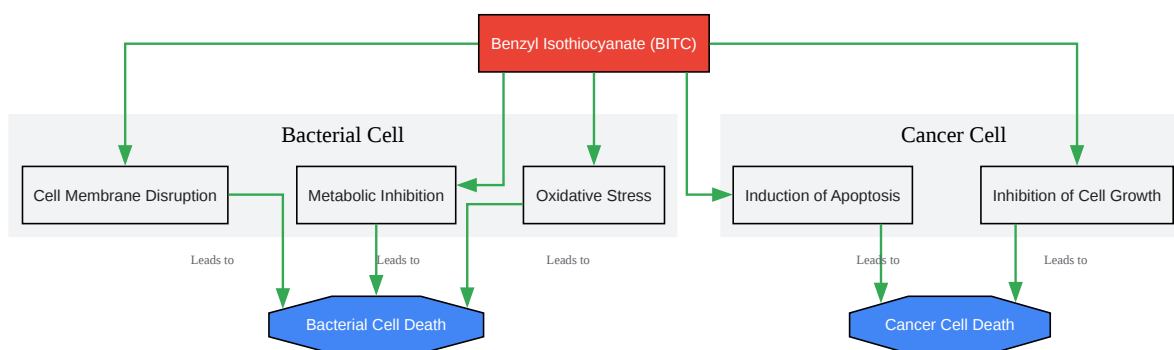 Benzyl Isothiocyanate (BITC)
Bacterial Cell
Cancer Cell
Cell Membrane Disruption
Metabolic Inhibition
Oxidative Stress
Induction of Apoptosis
Inhibition of Cell Growth
Leads to
Leads to
Leads to
Leads to
Leads to
Bacterial Cell Death
Cancer Cell Death